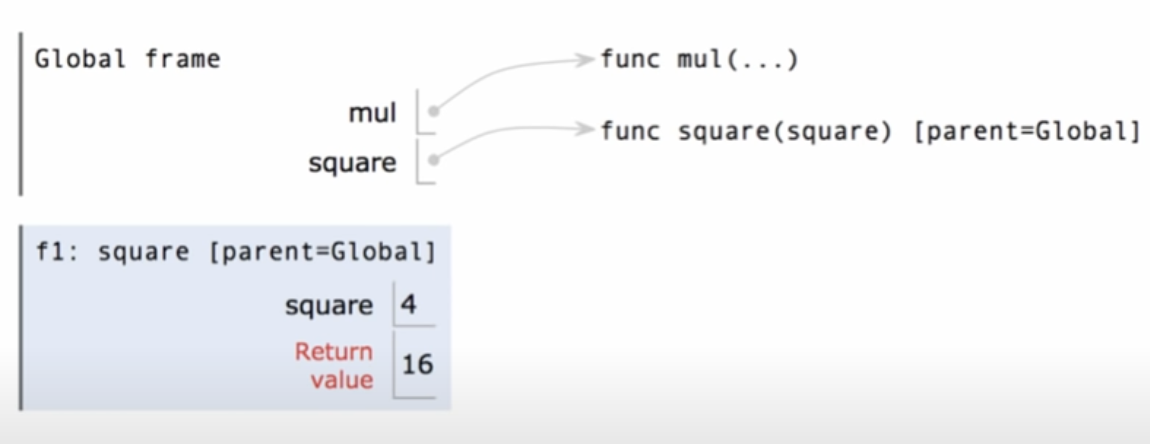 Global frame
mul
square
func mul(...)
func square(square) [parent=Global]
f1: square [parent=Global]
square 4
Return
value 16